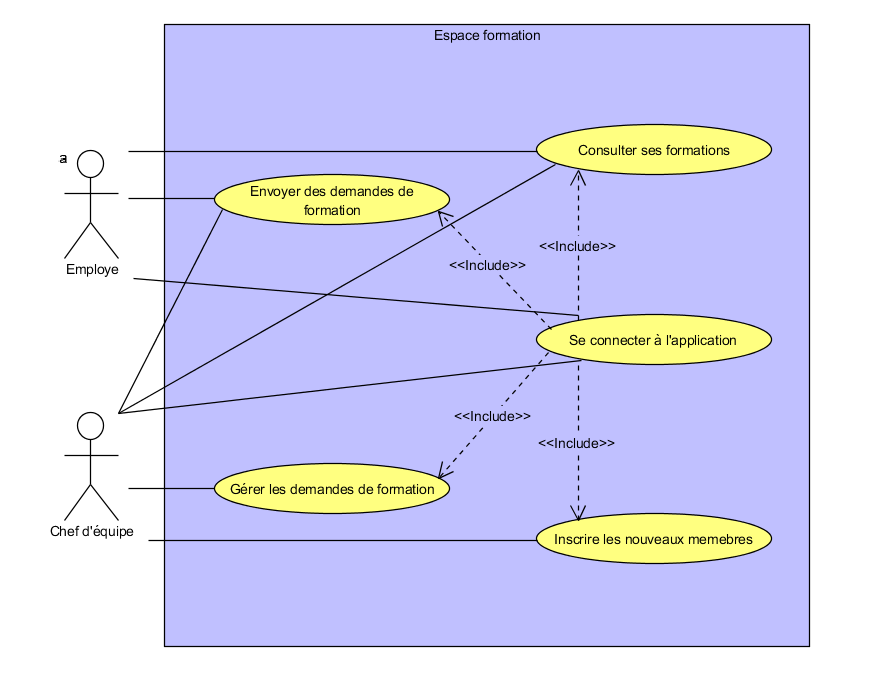 Espace formation
Consulter ses formations
a
Envoyer des demandes de
formation
<<Include>>
<<Include>>
Employe
Se connecter à l'application
<<Include>>
<<Include>>
Gérer les demandes de formation
Chef d'équipe
Inscrire les nouveaux memebres